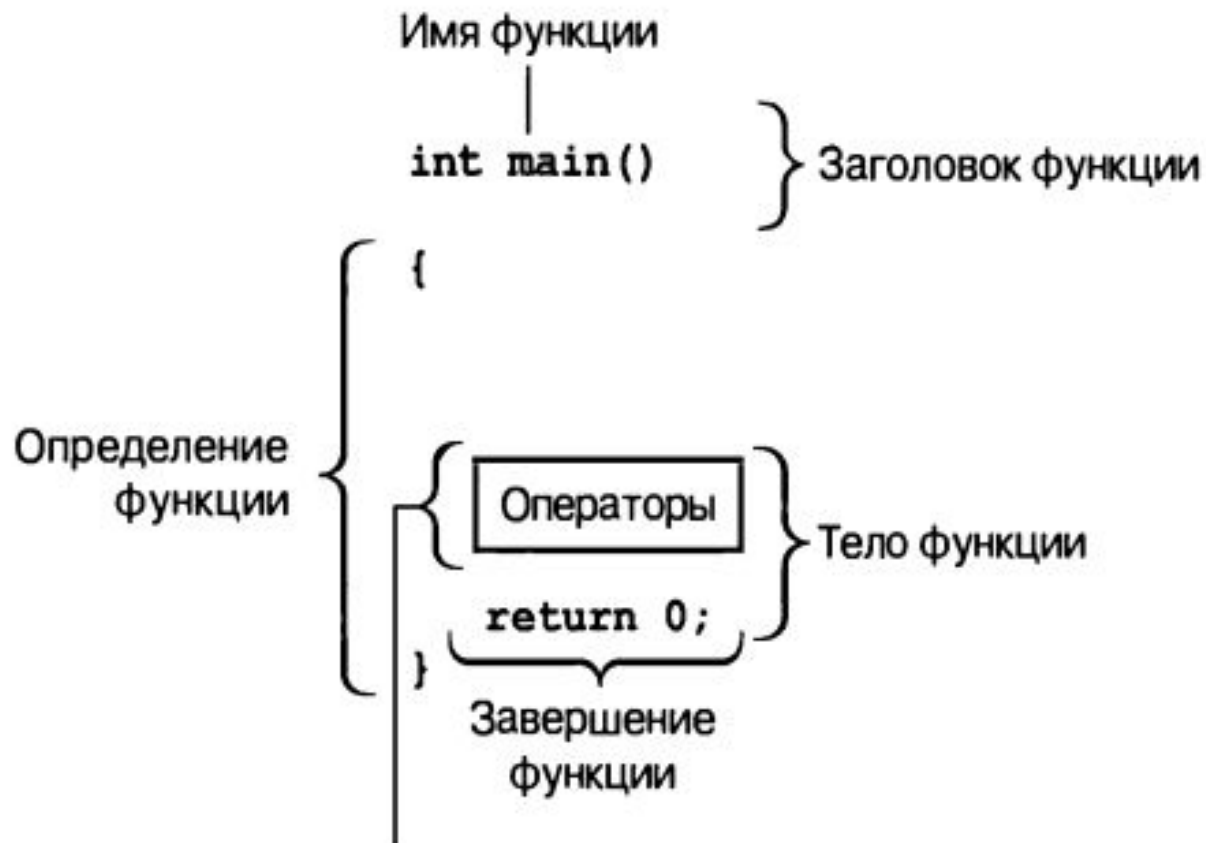 Имя функции
int main()
Заголовок функции
{
Определение
функции
Операторы
Тело функции
return 0;
}
Завершение
функции